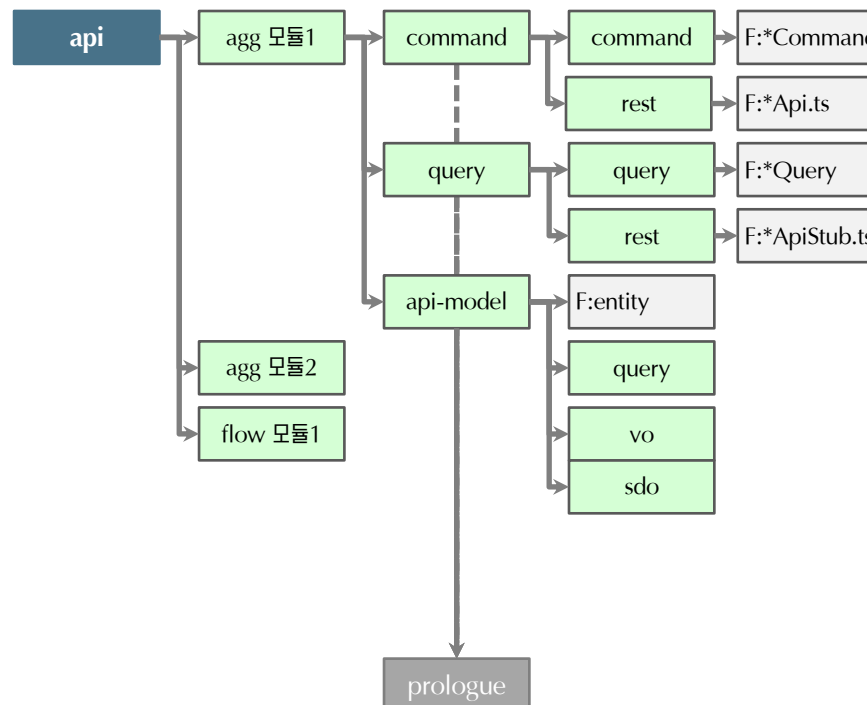 api
agg 모듈1
command
command
F:*Command
rest
F:*Api.ts
query
query
F:*Query
rest
F:*ApiStub.ts
api-model
F:entity
agg 모듈2
query
flow 모듈1
vo
sdo
prologue